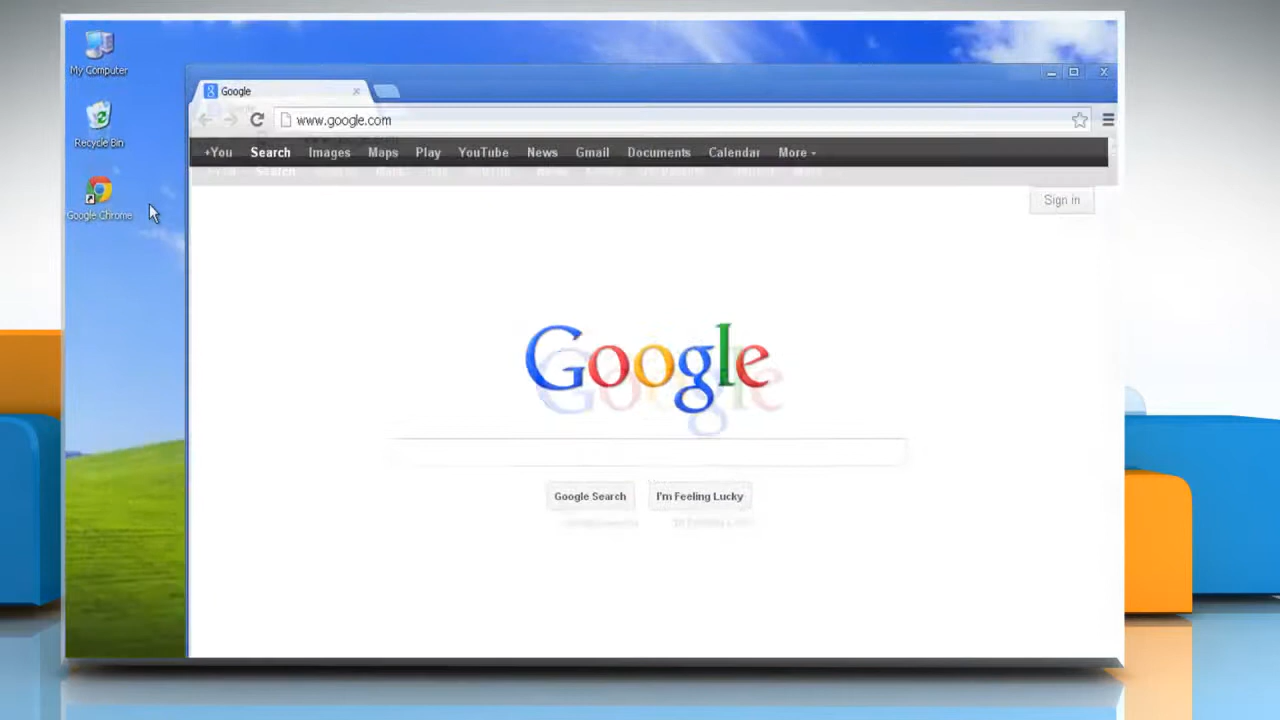 My Computer
Recycle Bin
Google Chrome
Google
www.google.com
+You Search Images Maps Play YouTube News Gmail Documents Calendar More
Sign in
Google
Google Search I'm Feeling Lucky